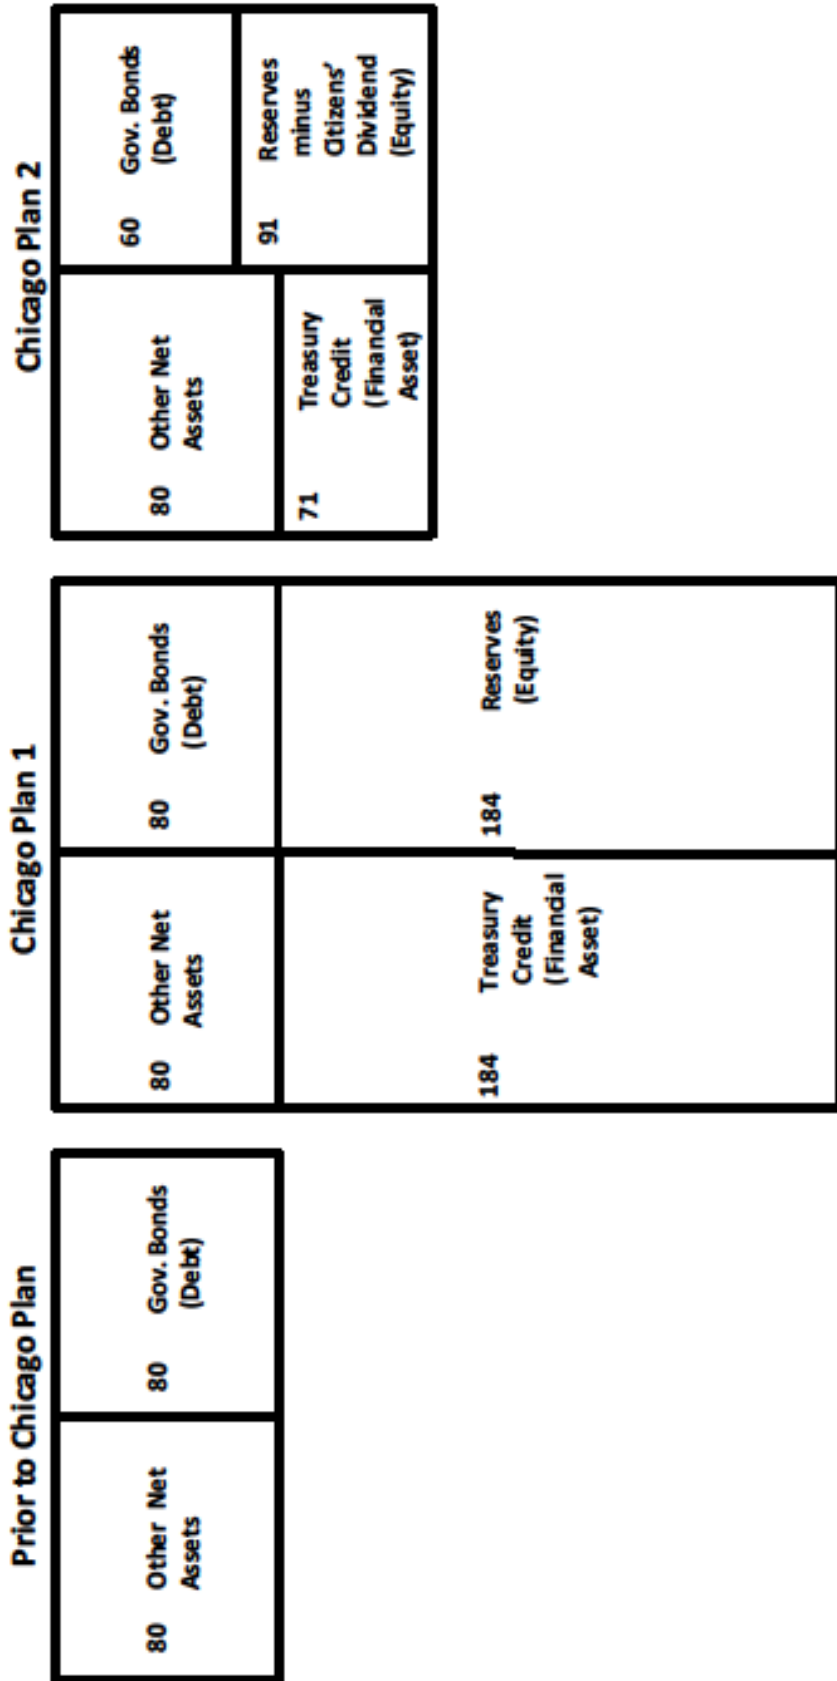 Prior to Chicago Plan
80 Other Net
Assets
80 Gov. Bonds
(Debt)
Chicago Plan 1
80 Other Net
Assets
80 Gov. Bonds
(Debt)
184 Treasury
Credit
(Financial
Asset)
184 Reserves
(Equity)
Chicago Plan 2
80 Other Net
Assets
60 Gov. Bonds
(Debt)
71 Treasury
Credit
(Financial
Asset)
91 Reserves
minus
Citizens'
Dividend
(Equity)